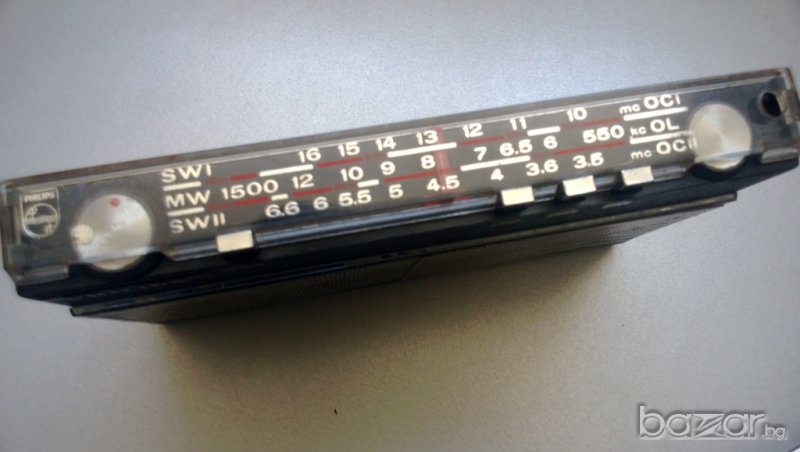 PHILIPS
SWI 16 15 14 13 12 11 10 mc OCI
MW 1500 12 10 9 8 7 6.5 6 550 kc OL
SWII 6.6 6 5.5 5 4.5 4 3.6 3.5 mc OCII
bazar.bg